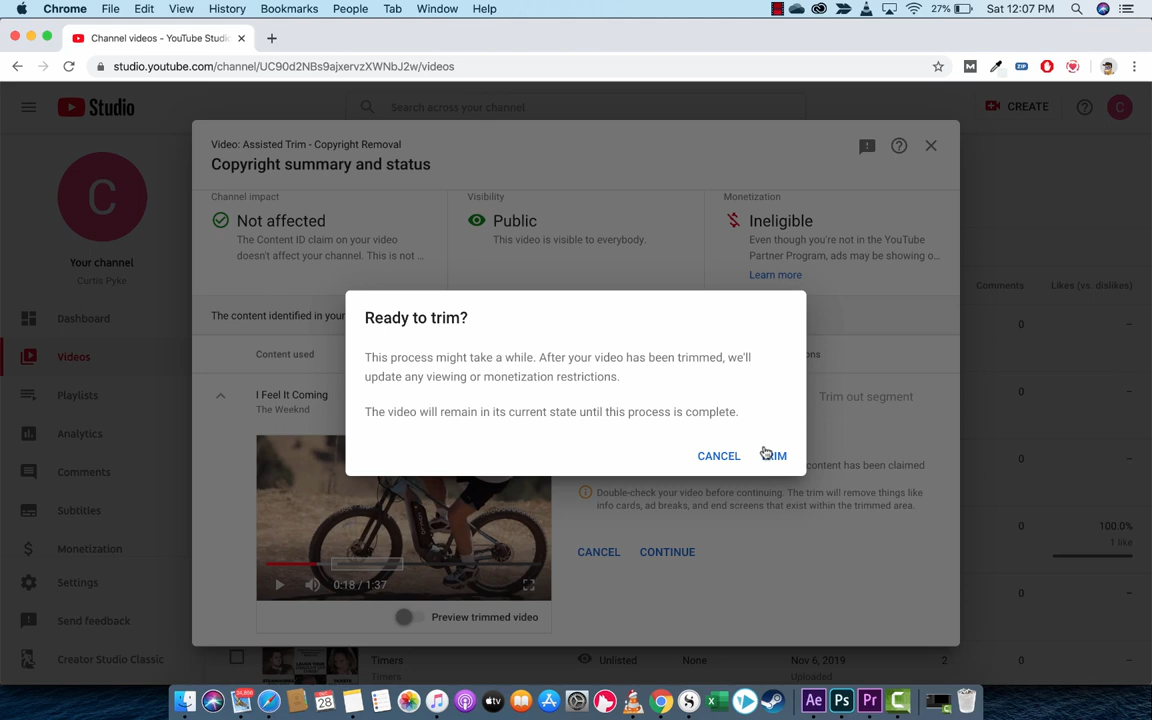 Chrome File Edit View History Bookmarks People Tab Window Help 27% Sat 12:07 PM
Channel videos - YouTube Studio
studio.youtube.com/channel/UC90d2NBs9ajxervzXWNbJ2w/videos
Studio
Search across your channel
CREATE
C
C
Your channel
Curtis Pyke
Dashboard
Videos
Playlists
Analytics
Comments
Subtitles
Monetization
Settings
Send feedback
Creator Studio Classic
Video: Assisted Trim - Copyright Removal
Copyright summary and status
Channel impact
Not affected
The Content ID claim on your video
doesn't affect your channel. This is not ...
Visibility
Public
This video is visible to everybody.
Monetization
Ineligible
Even though you're not in the YouTube
Partner Program, ads may be showing o...
Learn more
Comments Likes (vs. dislikes)
The content identified in your
Content used
I Feel It Coming
The Weeknd
Trim out segment
Ready to trim?
This process might take a while. After your video has been trimmed, we'll
update any viewing or monetization restrictions.
The video will remain in its current state until this process is complete.
CANCEL TRIM
content has been claimed
Double-check your video before continuing. The trim will remove things like
info cards, ad breaks, and end screens that exist within the trimmed area.
CANCEL CONTINUE
0:18 / 1:37
Preview trimmed video
0 –
0 –
0 –
0 100.0%
1 like
0 –
2 –
Timers
Timers
Unlisted
None
Nov 6, 2019
Uploaded
28
Ae Ps Pr